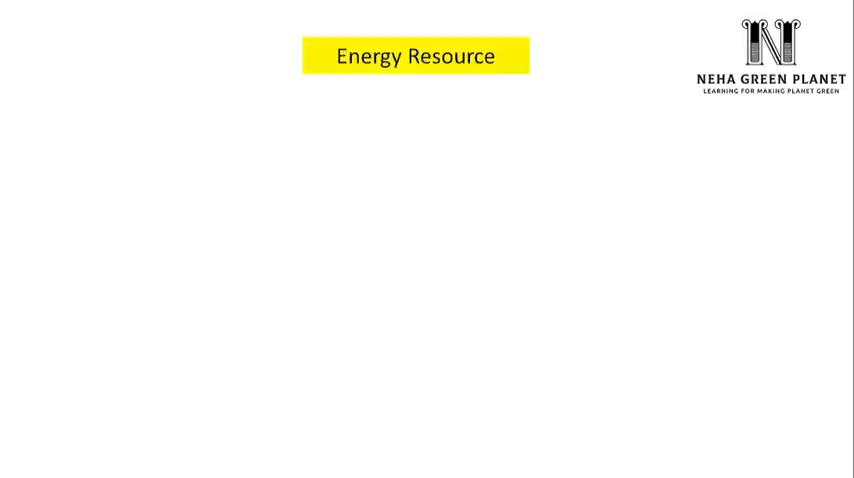 Energy Resource
N
NEHA GREEN PLANET
LEARNING FOR MAKING PLANET GREEN